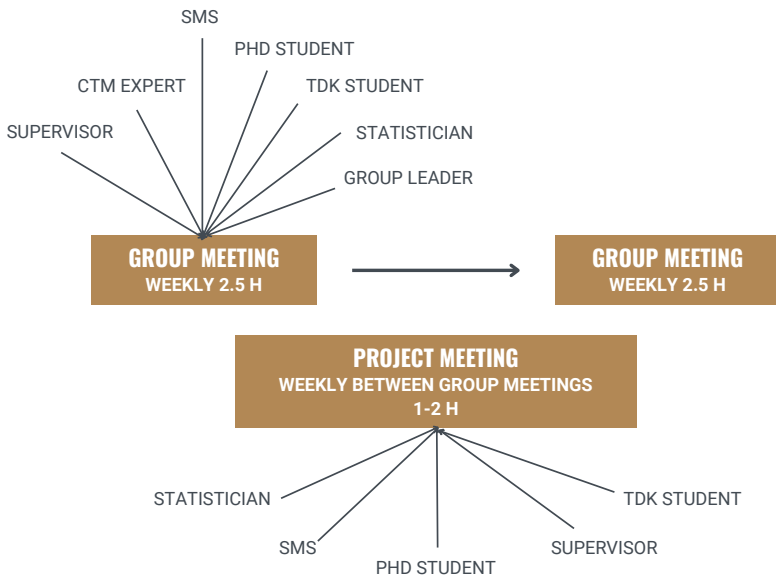 SMS
PHD STUDENT
CTM EXPERT
TDK STUDENT
SUPERVISOR
STATISTICIAN
GROUP LEADER
GROUP MEETING
WEEKLY 2.5 H
GROUP MEETING
WEEKLY 2.5 H
PROJECT MEETING
WEEKLY BETWEEN GROUP MEETINGS
1-2 H
STATISTICIAN
TDK STUDENT
SMS
SUPERVISOR
PHD STUDENT